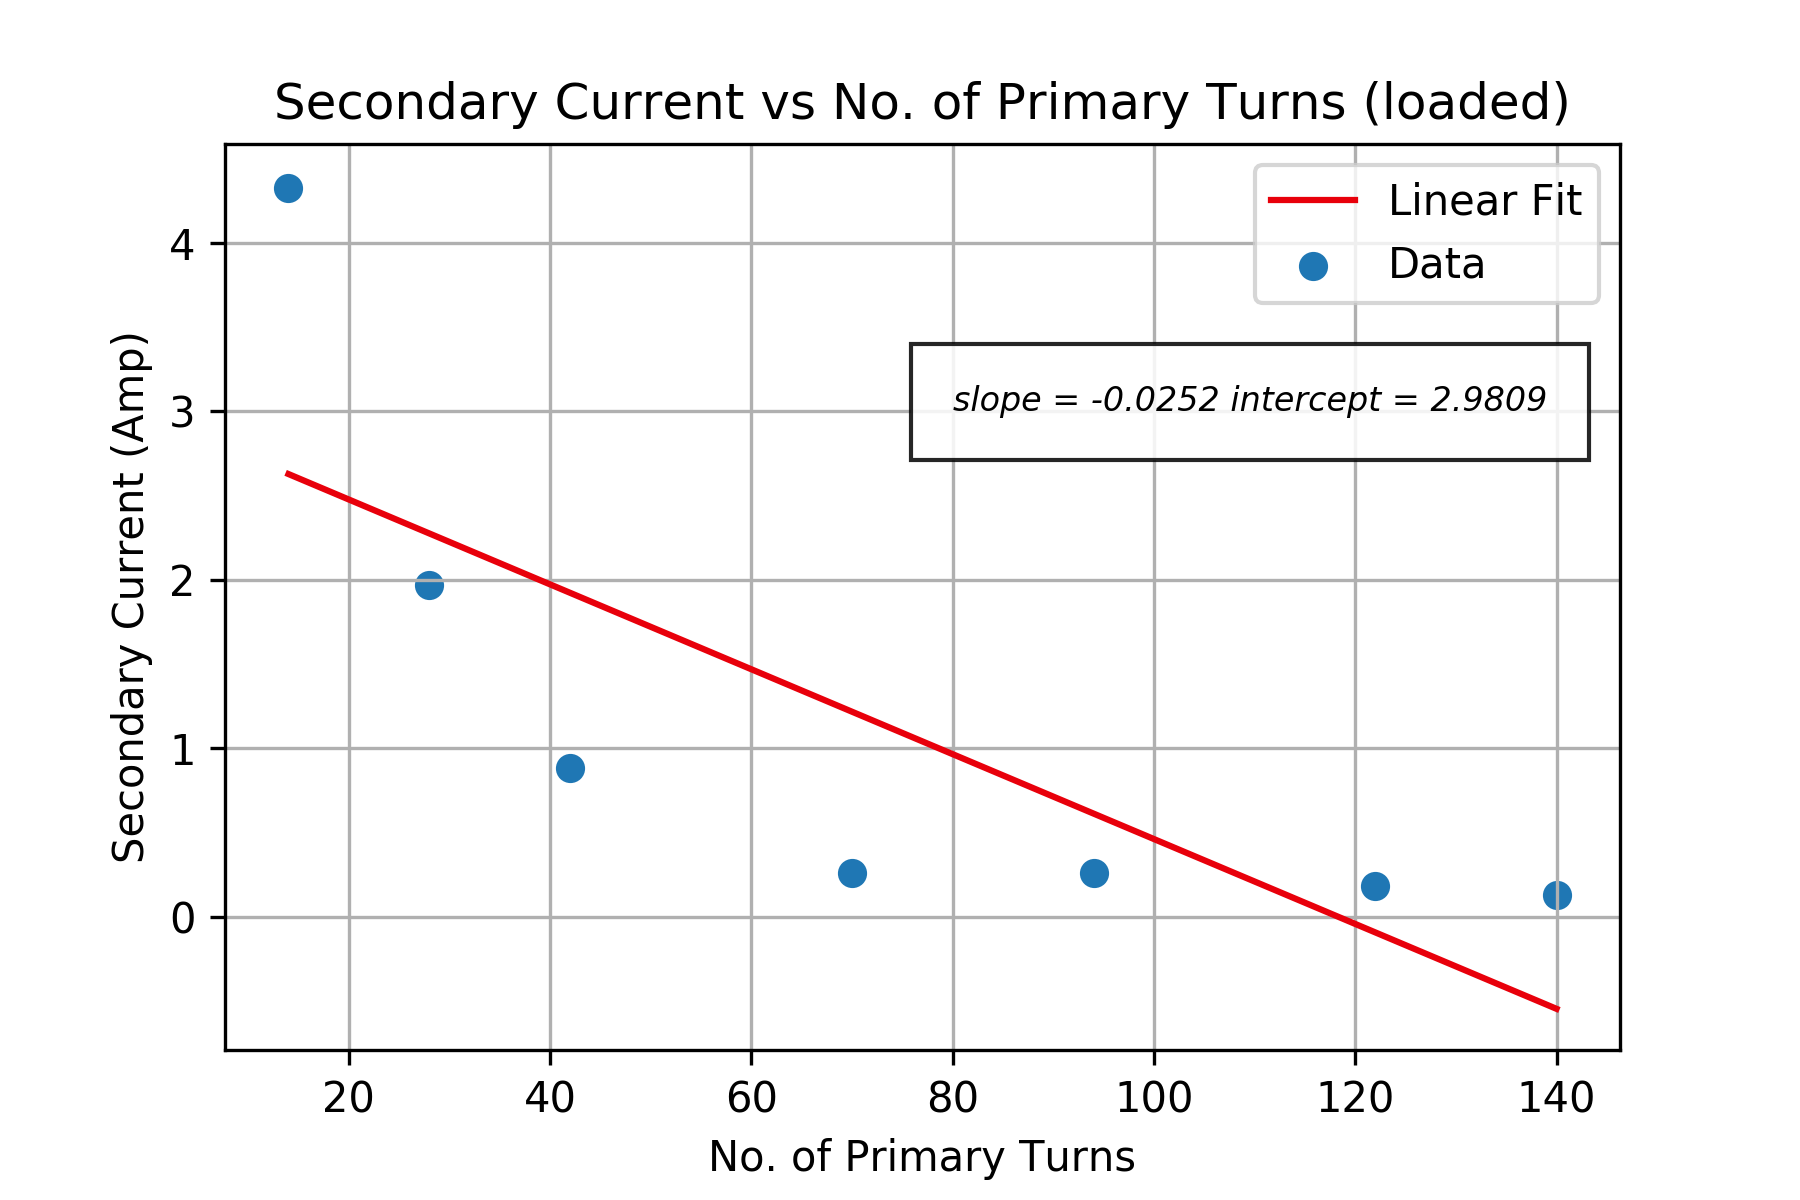 Secondary Current vs No. of Primary Turns (loaded)
Linear Fit
Data
slope = -0.0252 intercept = 2.9809
Secondary Current (Amp)
4
3
2
1
0
20 40 60 80 100 120 140
No. of Primary Turns